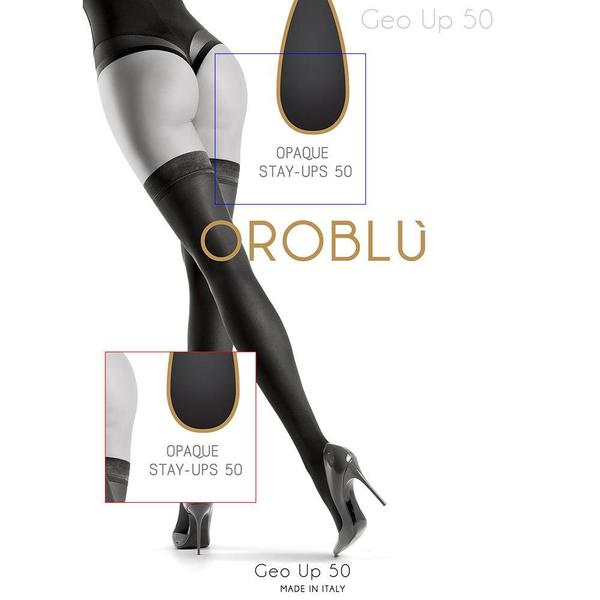 Geo Up 50
OPAQUE
STAY-UPS 50
OROBLÙ
OPAQUE
STAY-UPS 50
Geo Up 50
MADE IN ITALY